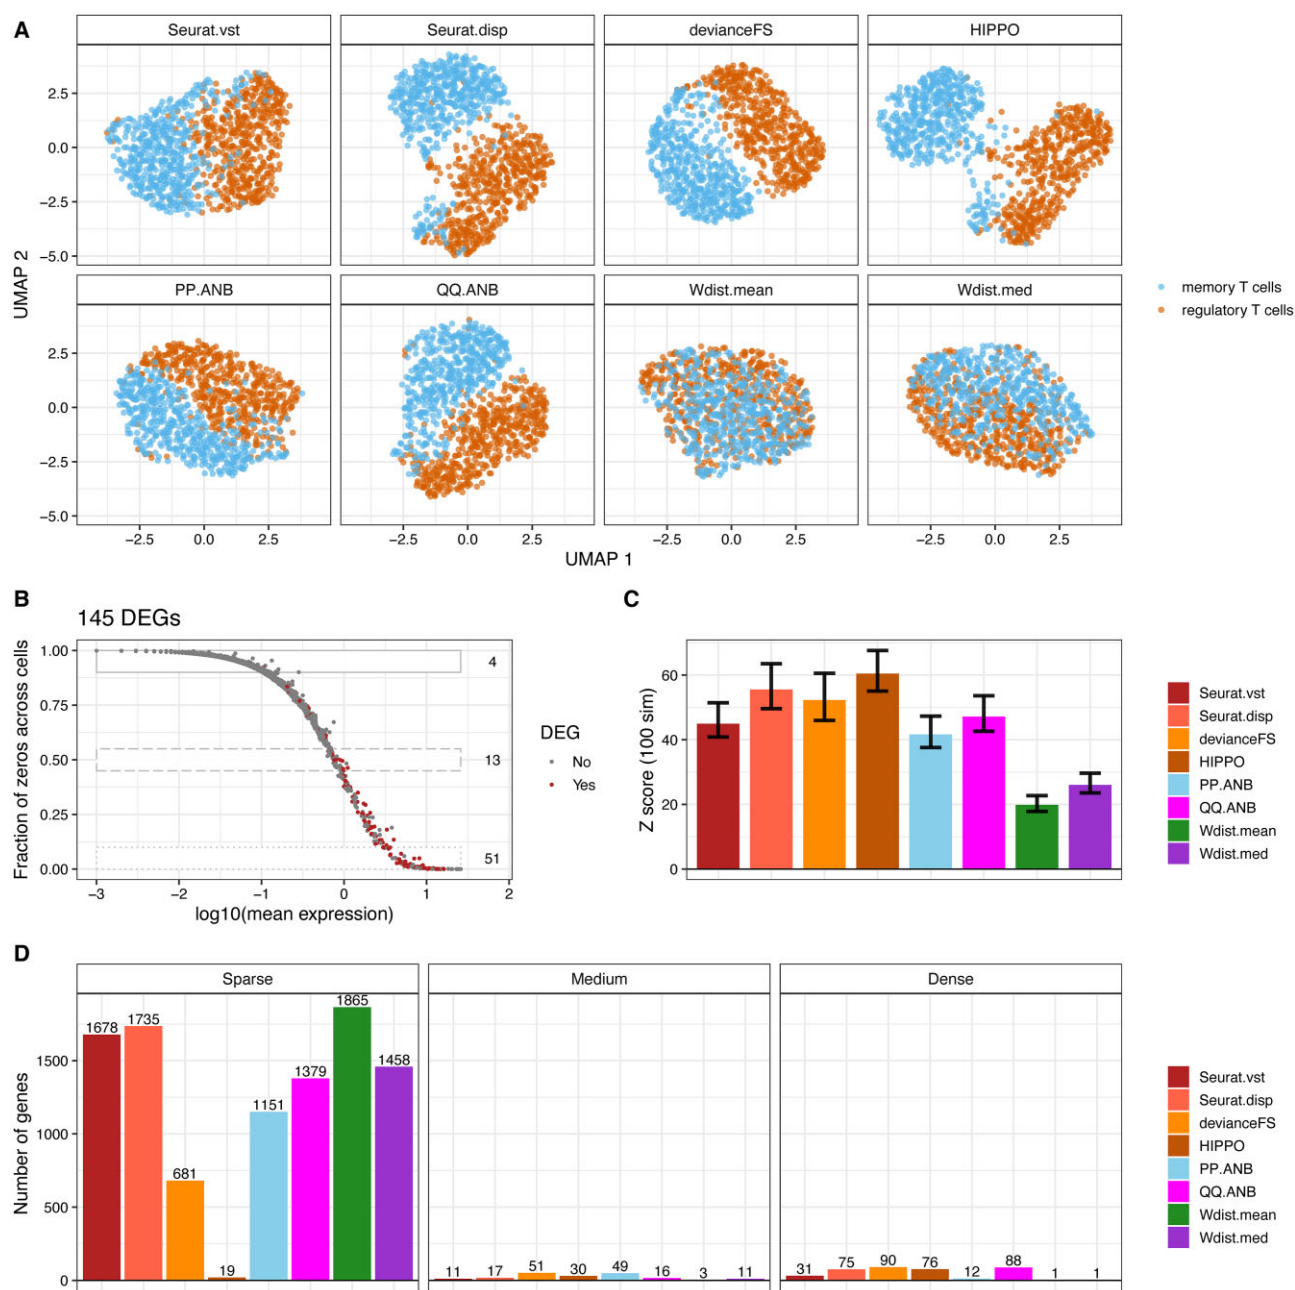 A
Seurat.vst
Seurat.disp
devianceFS
HIPPO
2.5
0.0
−2.5
−5.0
UMAP 2
PP.ANB
QQ.ANB
Wdist.mean
Wdist.med
memory T cells
regulatory T cells
2.5
0.0
−2.5
−5.0
−2.5 0.0 2.5 −2.5 0.0 2.5 −2.5 0.0 2.5 −2.5 0.0 2.5
UMAP 1
B
145 DEGs
Fraction of zeros across cells
1.00
0.75
0.50
0.25
0.00
4
13
51
−3 −2 −1 0 1 2
log10(mean expression)
DEG
No
Yes
C
Z score (100 sim)
60
40
20
0
Seurat.vst
Seurat.disp
devianceFS
HIPPO
PP.ANB
QQ.ANB
Wdist.mean
Wdist.med
D
Sparse
Medium
Dense
Number of genes
1500
1000
500
0
1678
1735
681
19
1151
1379
1865
1458
11
17
51
30
49
16
3
11
31
75
90
76
12
88
1
1
Seurat.vst
Seurat.disp
devianceFS
HIPPO
PP.ANB
QQ.ANB
Wdist.mean
Wdist.med